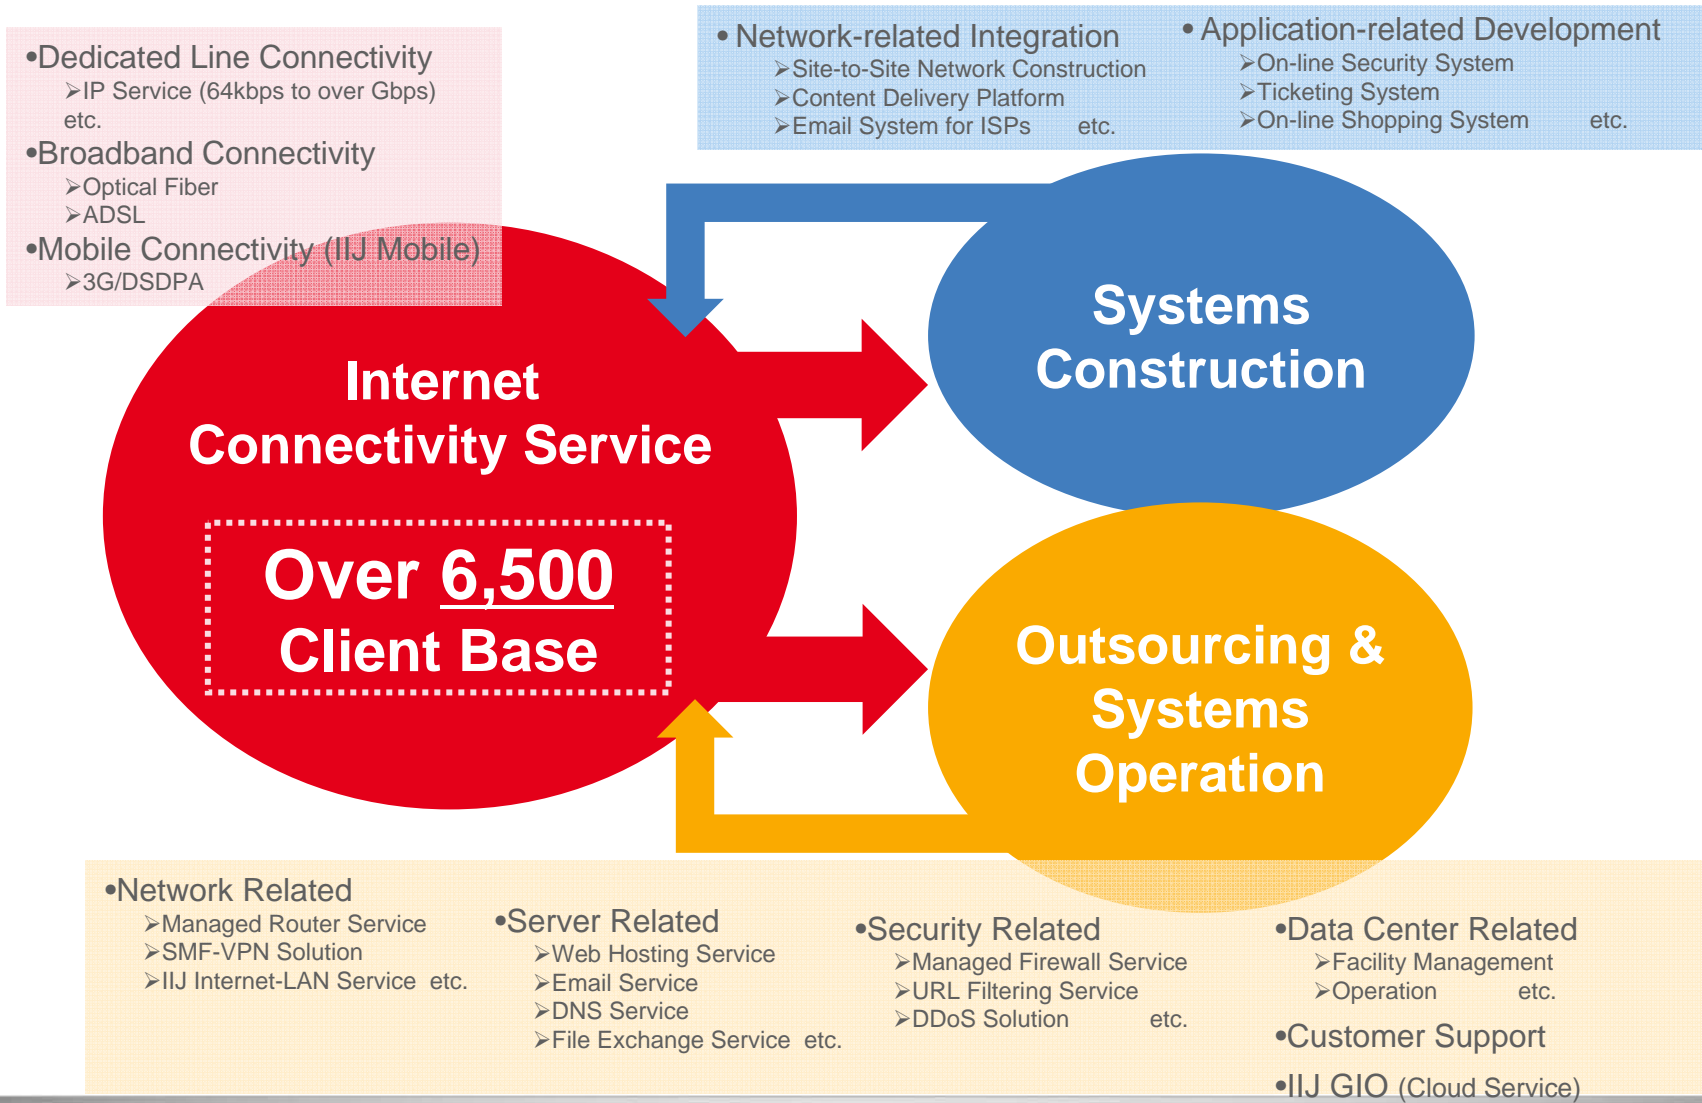 •Dedicated Line Connectivity
➢IP Service (64kbps to over Gbps)
etc.
•Broadband Connectivity
➢Optical Fiber
➢ADSL
•Mobile Connectivity (IIJ Mobile)
➢3G/DSDPA
• Network-related Integration
➢Site-to-Site Network Construction
➢Content Delivery Platform
➢Email System for ISPs etc.
• Application-related Development
➢On-line Security System
➢Ticketing System
➢On-line Shopping System etc.
Internet
Connectivity Service
Over 6,500
Client Base
Systems
Construction
Outsourcing &
Systems
Operation
•Network Related
➢Managed Router Service
➢SMF-VPN Solution
➢IIJ Internet-LAN Service etc.
•Server Related
➢Web Hosting Service
➢Email Service
➢DNS Service
➢File Exchange Service etc.
•Security Related
➢Managed Firewall Service
➢URL Filtering Service
➢DDoS Solution etc.
•Data Center Related
➢Facility Management
➢Operation etc.
•Customer Support
•IIJ GIO (Cloud Service)